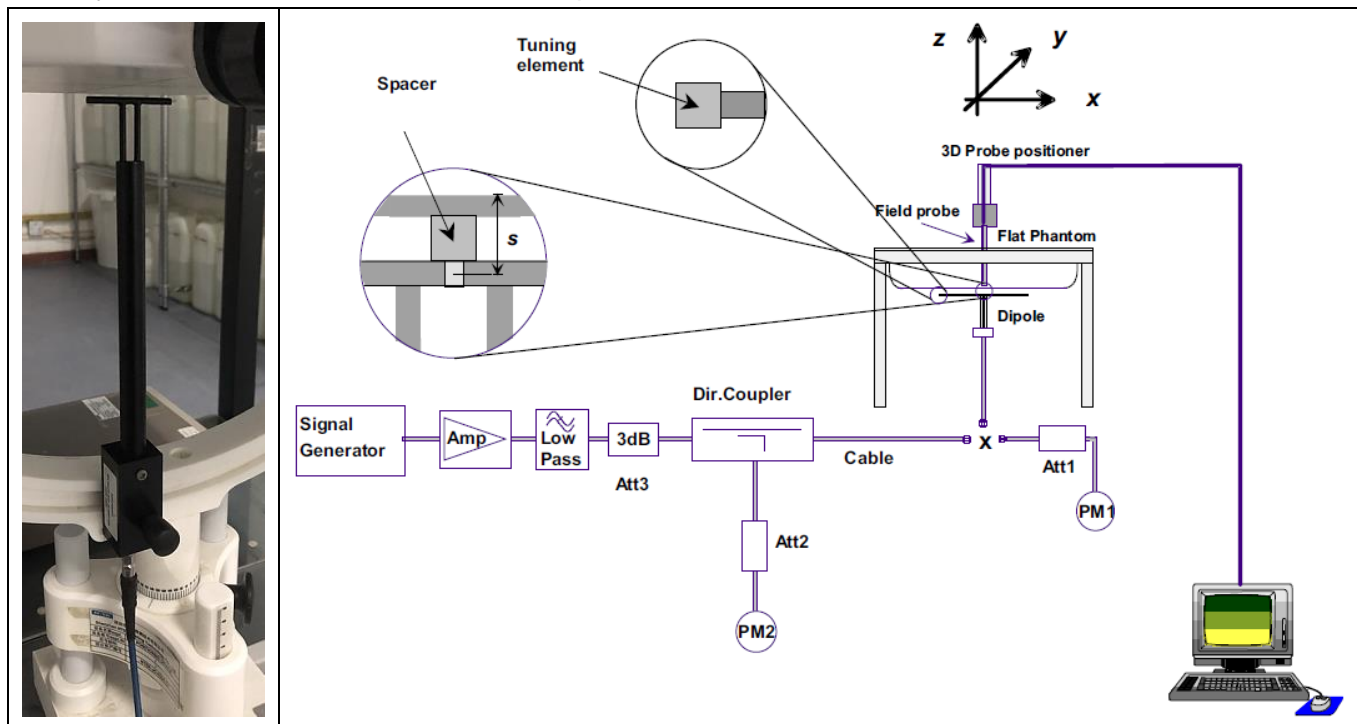 Tuning
element
Spacer
s
z
y
x
3D Probe positioner
Field probe
Flat Phantom
Dipole
Dir.Coupler
Signal
Generator
Amp
Low
Pass
3dB
Att3
Cable
x
Att1
PM1
Att2
PM2